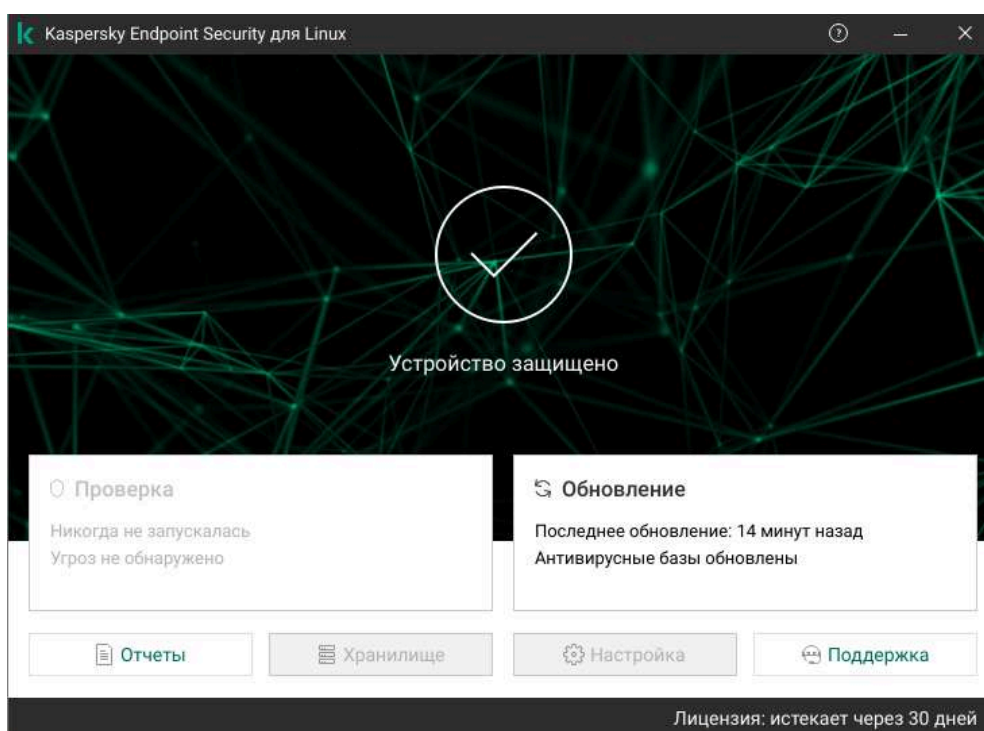 Kaspersky Endpoint Security для Linux
Устройство защищено
Проверка
Никогда не запускалась
Угроз не обнаружено
Обновление
Последнее обновление: 14 минут назад
Антивирусные базы обновлены
Отчеты
Хранилище
Настройка
Поддержка
Лицензия: истекает через 30 дней